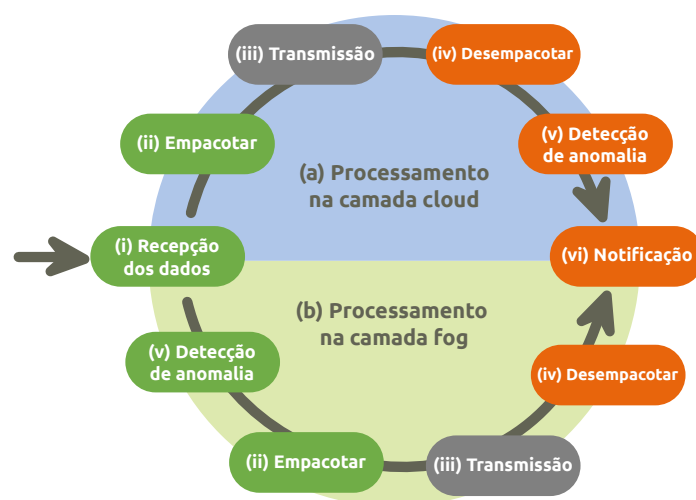 (iii) Transmissão
(iv) Desempacotar
(ii) Empacotar
(v) Detecção
de anomalia
(a) Processamento
na camada cloud
(i) Recepção
dos dados
(vi) Notificação
(b) Processamento
na camada fog
(v) Detecção
de anomalia
(iv) Desempacotar
(ii) Empacotar
(iii) Transmissão